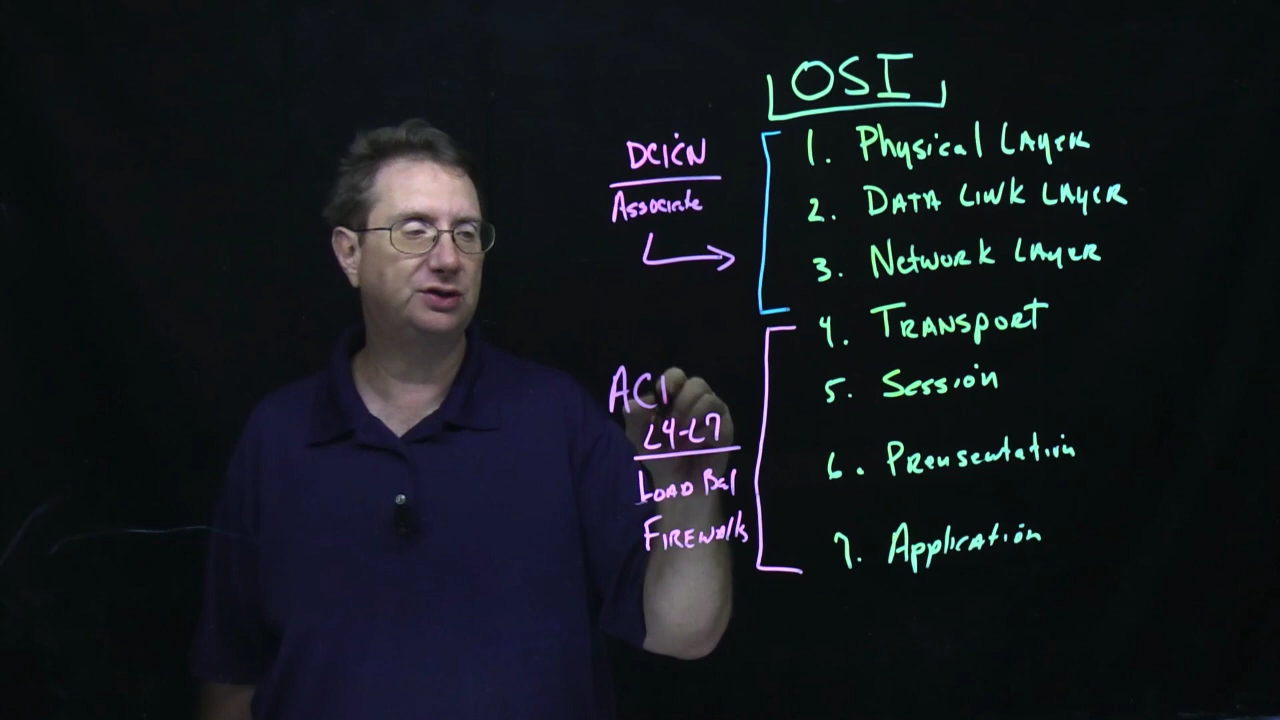 OSI
DCICN
Associate
1. Physical LAyer
2. DATA LINK LAYER
3. Network LAyer
4. TRANSPORT
5. Session
6. Prensentation
7. Application
ACI
L4-L7
LOAD Bal
FIREWAlls